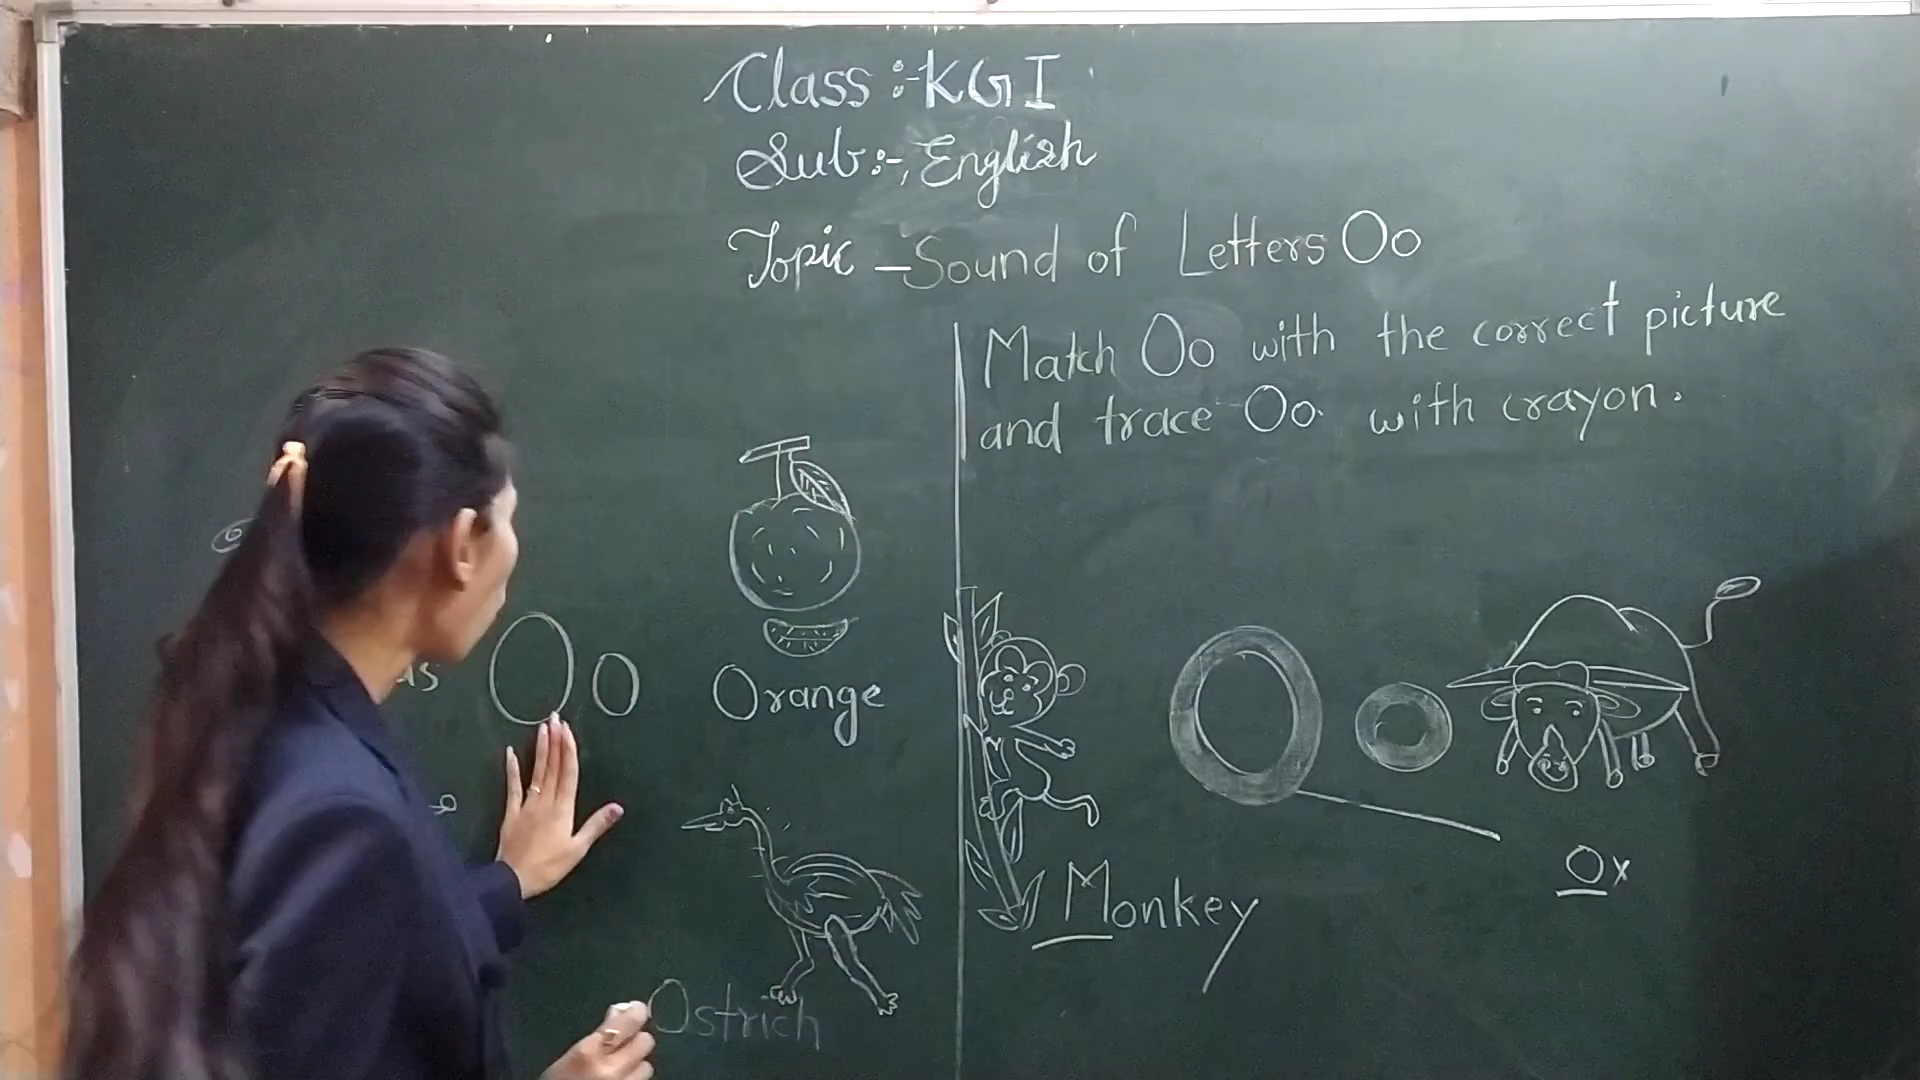 Class :- KG I
Sub :- English
Topic - Sound of Letters Oo
Match Oo with the correct picture
and trace Oo with crayon.
O o
Orange
Ostrich
O o
Monkey
Ox